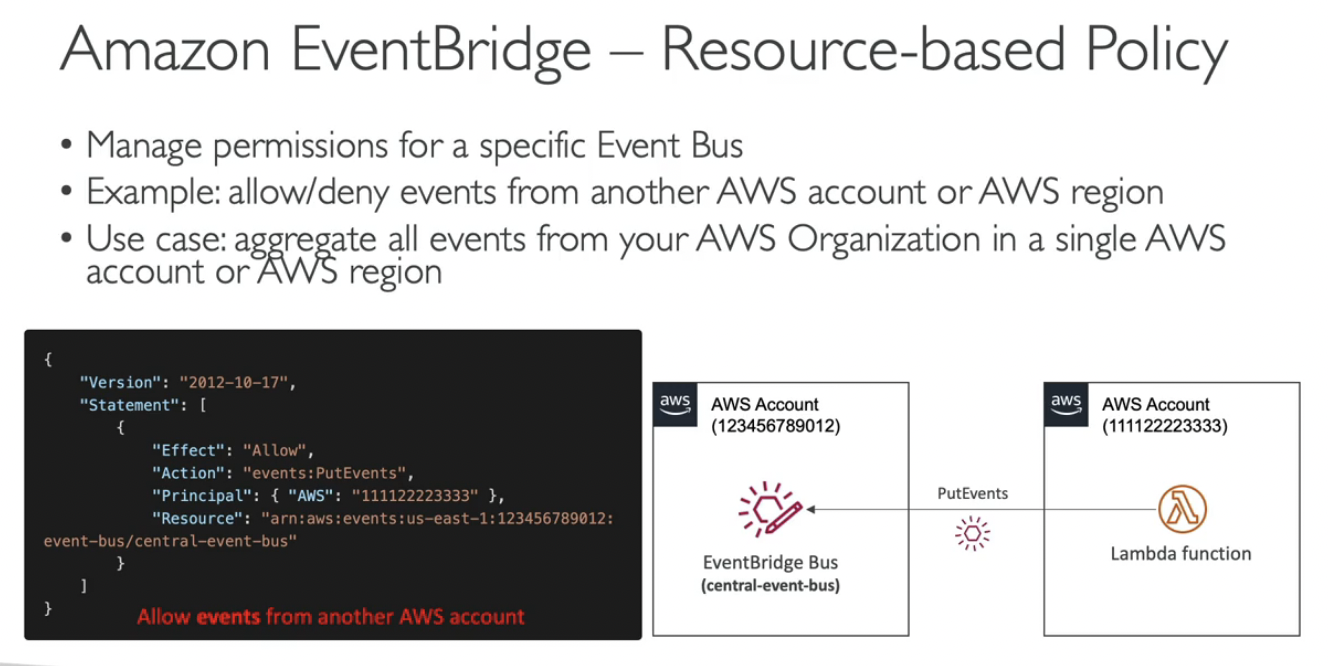 Amazon EventBridge – Resource-based Policy
• Manage permissions for a specific Event Bus
• Example: allow/deny events from another AWS account or AWS region
• Use case: aggregate all events from your AWS Organization in a single AWS
account or AWS region
{
"Version": "2012-10-17",
"Statement": [
{
"Effect": "Allow",
"Action": "events:PutEvents",
"Principal": { "AWS": "111122223333" },
"Resource": "arn:aws:events:us-east-1:123456789012:
event-bus/central-event-bus"
}
]
}
Allow events from another AWS account
aws
AWS Account
(123456789012)
EventBridge Bus
(central-event-bus)
PutEvents
aws
AWS Account
(111122223333)
Lambda function